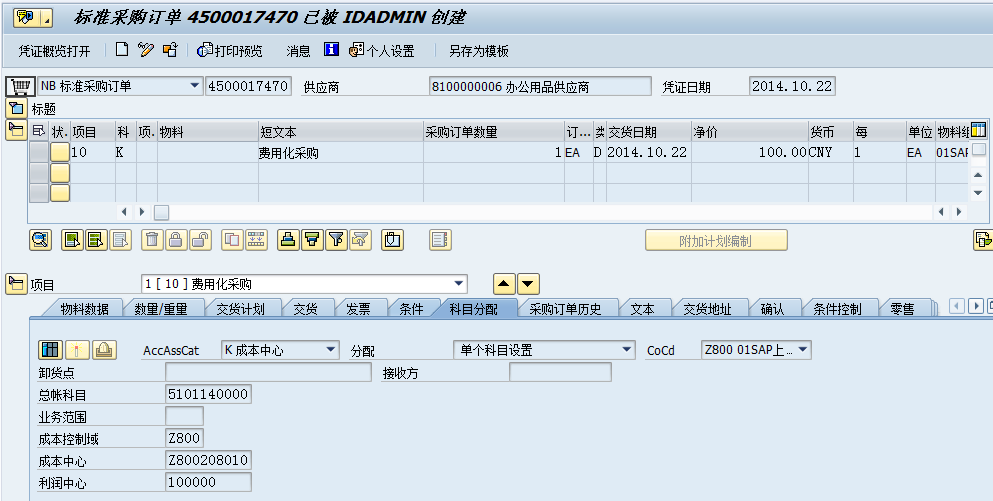 标准采购订单 4500017470 已被 IDADMIN 创建
凭证概览打开 打印预览 消息 个人设置 另存为模板
NB 标准采购订单 4500017470 供应商 8100000006 办公用品供应商 凭证日期 2014.10.22
标题
状. 项目 科 项. 物料 短文本 采购订单数量 订... 类 交货日期 净价 货币 每 单位 物料组
10 K 费用化采购 1 EA D 2014.10.22 100.00 CNY 1 EA 01SAP
附加计划编制
项目 1 [ 10 ] 费用化采购
物料数据 数量/重量 交货计划 交货 发票 条件 科目分配 采购订单历史 文本 交货地址 确认 条件控制 零售
AccAssCat K 成本中心 分配 单个科目设置 CoCd Z800 01SAP上...
卸货点 接收方
总帐科目 5101140000
业务范围
成本控制域 Z800
成本中心 Z800208010
利润中心 100000